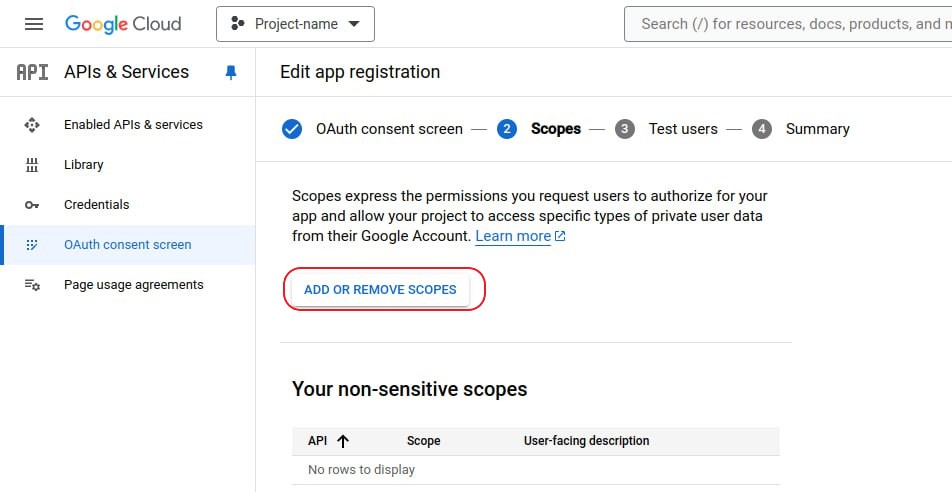 Google Cloud
Project-name
Search (/) for resources, docs, products, and
API APIs & Services
Edit app registration
Enabled APIs & services
Library
Credentials
OAuth consent screen
Page usage agreements
OAuth consent screen — 2 Scopes — 3 Test users — 4 Summary
Scopes express the permissions you request users to authorize for your
app and allow your project to access specific types of private user data
from their Google Account. Learn more
ADD OR REMOVE SCOPES
Your non-sensitive scopes
API Scope User-facing description
No rows to display